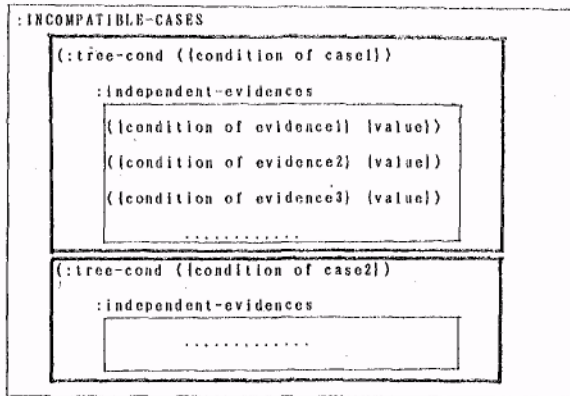 :INCOMPATIBLE-CASES
(:tree-cond ({condition of case1})
:independent-evidences
({condition of evidence1} {value})
({condition of evidence2} {value})
({condition of evidence3} {value})
............
(:tree-cond ({condition of case2})
:independent-evidences
.............